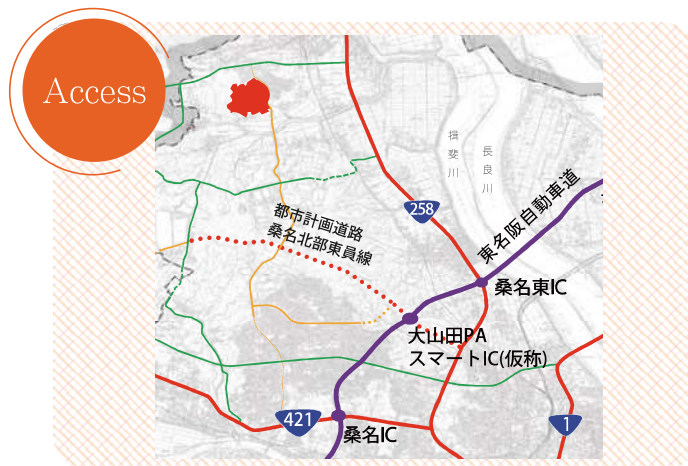 Access
揖斐川
長良川
258
東名阪自動車道
都市計画道路
桑名北部東員線
桑名東IC
大山田PA
スマートIC(仮称)
421
桑名IC
1